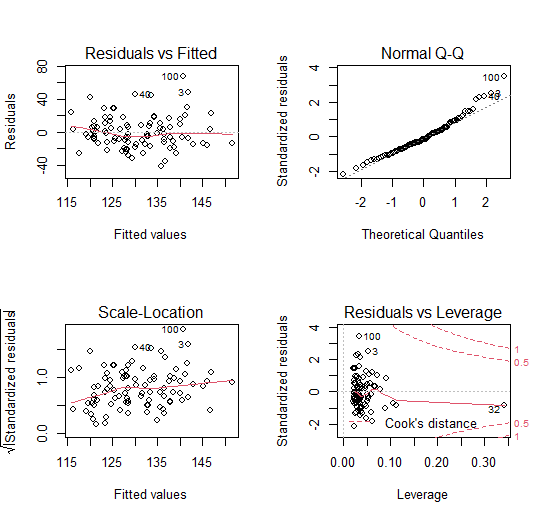 Residuals vs Fitted
Residuals
80
40
0
-40
100
40
3
115 125 135 145
Fitted values
Normal Q-Q
Standardized residuals
4
2
0
-2
100
3
40
-2 -1 0 1 2
Theoretical Quantiles
Scale-Location
√|Standardized residuals|
1.0
0.0
100
40
3
115 125 135 145
Fitted values
Residuals vs Leverage
Standardized residuals
4
2
0
-2
100
3
32
1
0.5
0.5
1
Cook's distance
0.00 0.10 0.20 0.30
Leverage